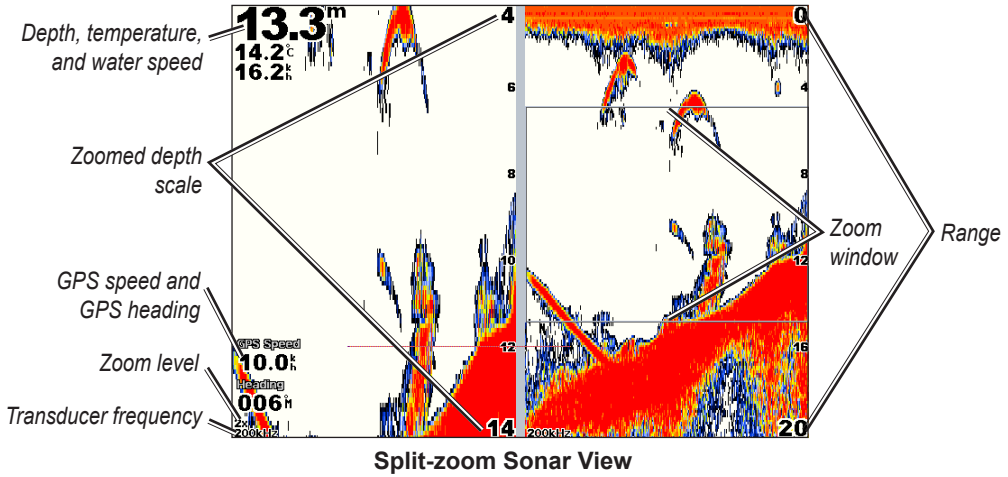 Depth, temperature,
and water speed
Zoomed depth
scale
GPS speed and
GPS heading
Zoom level
Transducer frequency
13.3m
14.2°C
16.2kh
4
6
8
10
12
14
GPS Speed
10.0kh
Heading
006°M
2x
200kHz
0
4
8
12
16
20
200kHz
Zoom
window
Range
Split-zoom Sonar View